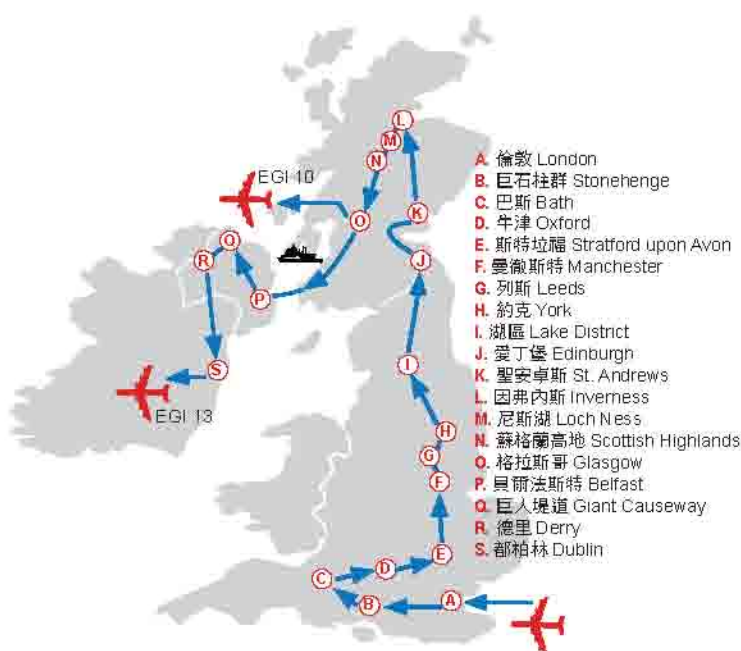 EGI 10
EGI 13
L
M
N
O
K
J
Q
R
P
S
I
H
G
F
E
D
C
B
A
A. 倫敦 London
B. 巨石柱群 Stonehenge
C. 巴斯 Bath
D. 牛津 Oxford
E. 斯特拉福 Stratford upon Avon
F. 曼徹斯特 Manchester
G. 列斯 Leeds
H. 約克 York
I. 湖區 Lake District
J. 愛丁堡 Edinburgh
K. 聖安卓斯 St. Andrews
L. 因弗內斯 Inverness
M. 尼斯湖 Loch Ness
N. 蘇格蘭高地 Scottish Highlands
O. 格拉斯哥 Glasgow
P. 貝爾法斯特 Belfast
Q. 巨人堤道 Giant Causeway
R. 德里 Derry
S. 都柏林 Dublin